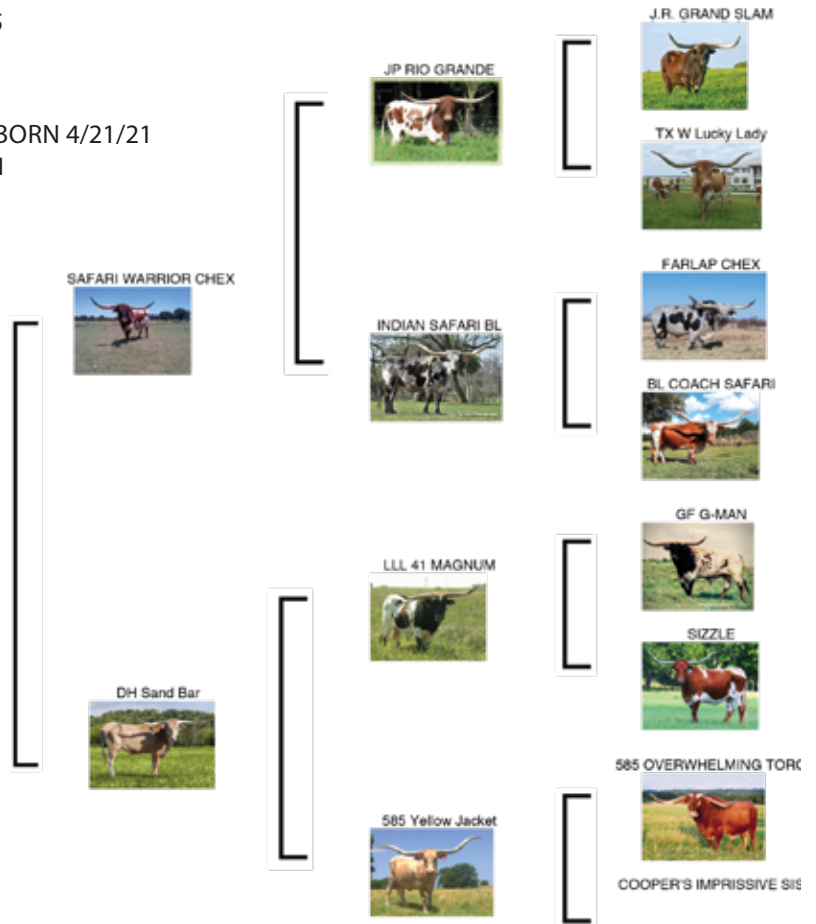 J.R. GRAND SLAM
JP RIO GRANDE
BORN 4/21/21
TX W Lucky Lady
FARLAP CHEX
SAFARI WARRIOR CHEX
INDIAN SAFARI BL
BL COACH SAFARI
GF G-MAN
LLL 41 MAGNUM
SIZZLE
DH Sand Bar
585 OVERWHELMING
585 Yellow Jacket
COOPER'S IMPRISSIVE